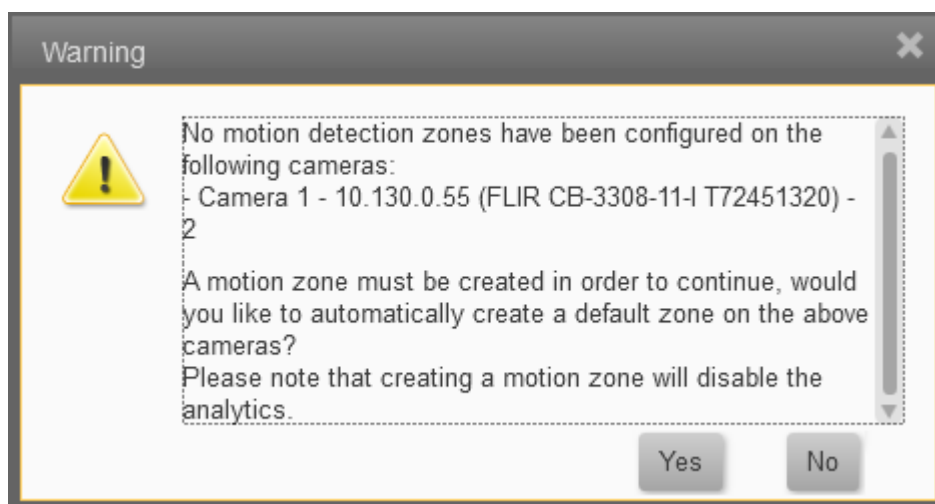 Warning
No motion detection zones have been configured on the
following cameras:
- Camera 1 - 10.130.0.55 (FLIR CB-3308-11-I T72451320) -
2
A motion zone must be created in order to continue, would
you like to automatically create a default zone on the above
cameras?
Please note that creating a motion zone will disable the
analytics.
Yes
No